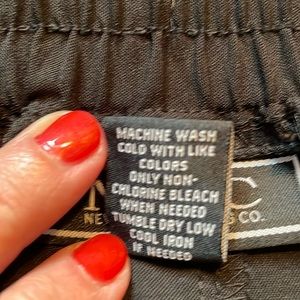 MACHINE WASH
COLD WITH LIKE
COLORS
ONLY NON-
CHLORINE BLEACH
WHEN NEEDED
TUMBLE DRY LOW
COOL IRON
IF NEEDED
C
CO.